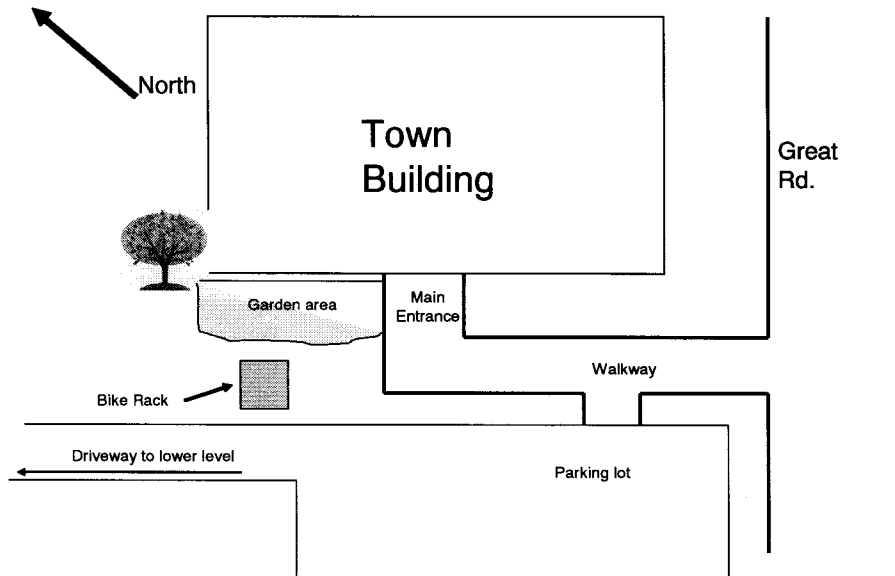 North
Town
Building
Great
Rd.
Garden area
Main
Entrance
Walkway
Bike Rack
Driveway to lower level
Parking lot